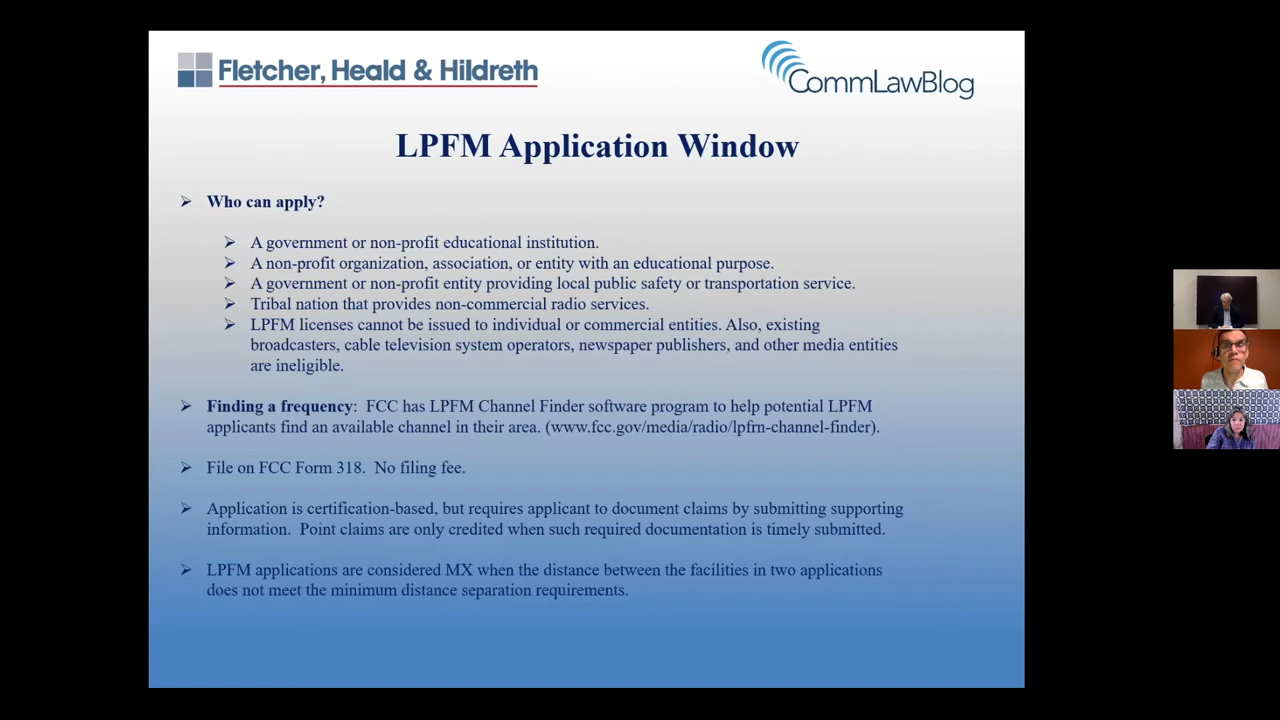 Fletcher, Heald & Hildreth
CommLawBlog
LPFM Application Window
Who can apply?
A government or non-profit educational institution.
A non-profit organization, association, or entity with an educational purpose.
A government or non-profit entity providing local public safety or transportation service.
Tribal nation that provides non-commercial radio services.
LPFM licenses cannot be issued to individual or commercial entities. Also, existing
broadcasters, cable television system operators, newspaper publishers, and other media entities
are ineligible.
Finding a frequency: FCC has LPFM Channel Finder software program to help potential LPFM
applicants find an available channel in their area. (www.fcc.gov/media/radio/lpfrn-channel-finder).
File on FCC Form 318. No filing fee.
Application is certification-based, but requires applicant to document claims by submitting supporting
information. Point claims are only credited when such required documentation is timely submitted.
LPFM applications are considered MX when the distance between the facilities in two applications
does not meet the minimum distance separation requirements.